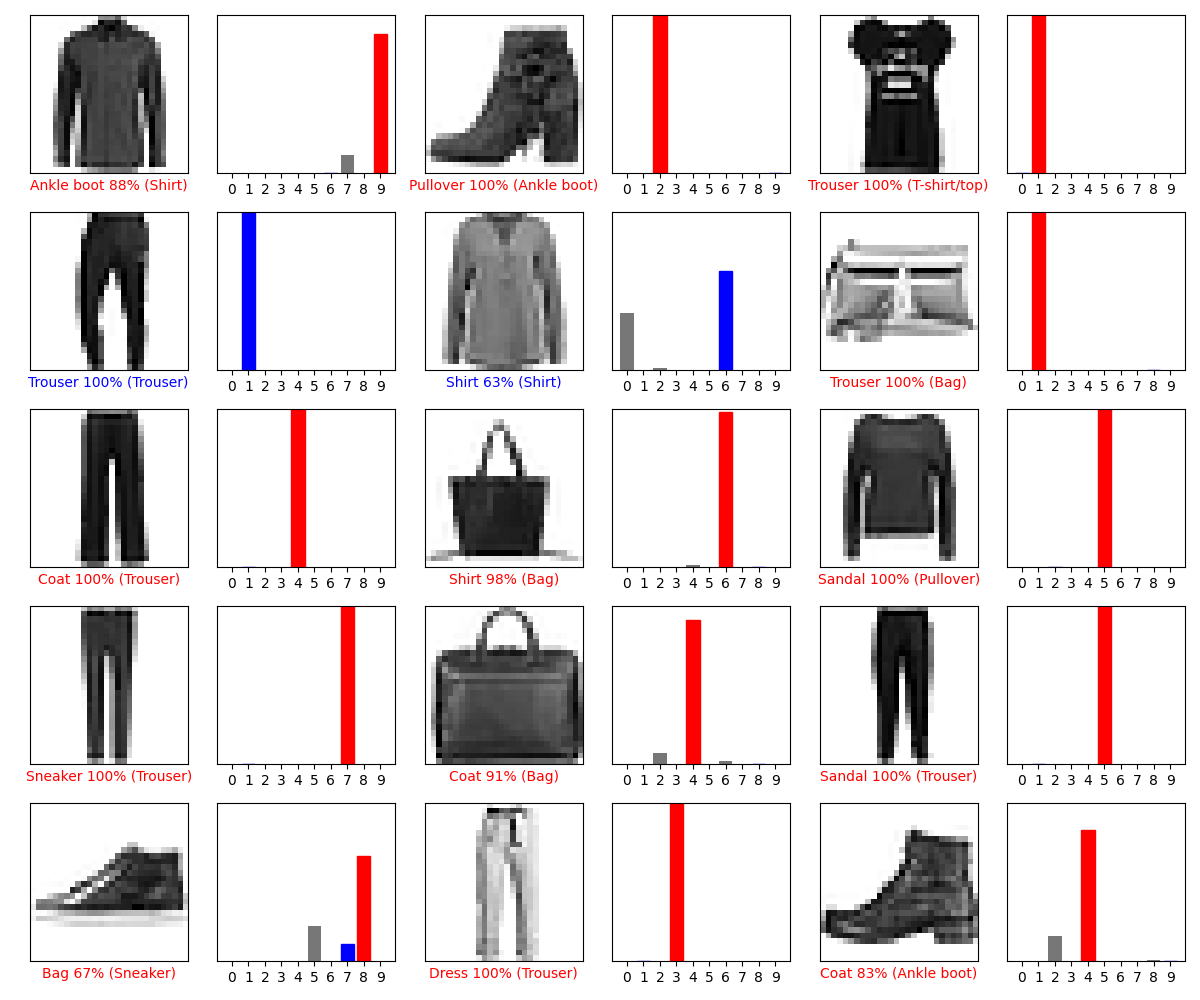 0 1 2 3 4 5 6 7 8 9 0 1 2 3 4 5 6 7 8 9 0 1 2 3 4 5 6 7 8 9
Ankle boot 88% (Shirt) Pullover 100% (Ankle boot) Trouser 100% (T-shirt/top)
0 1 2 3 4 5 6 7 8 9 0 1 2 3 4 5 6 7 8 9 0 1 2 3 4 5 6 7 8 9
Trouser 100% (Trouser) Shirt 63% (Shirt) Trouser 100% (Bag)
0 1 2 3 4 5 6 7 8 9 0 1 2 3 4 5 6 7 8 9 0 1 2 3 4 5 6 7 8 9
Coat 100% (Trouser) Shirt 98% (Bag) Sandal 100% (Pullover)
0 1 2 3 4 5 6 7 8 9 0 1 2 3 4 5 6 7 8 9 0 1 2 3 4 5 6 7 8 9
Sneaker 100% (Trouser) Coat 91% (Bag) Sandal 100% (Trouser)
0 1 2 3 4 5 6 7 8 9 0 1 2 3 4 5 6 7 8 9 0 1 2 3 4 5 6 7 8 9
Bag 67% (Sneaker) Dress 100% (Trouser) Coat 83% (Ankle boot)